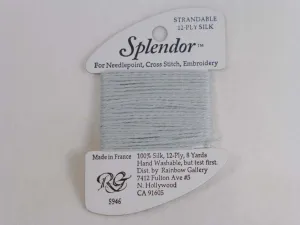 STRANDABLE
12-PLY SILK
Splendor™
For Needlepoint, Cross Stitch, Embroidery
Made in France
RG
S946
100% Silk, 12-Ply, 8 Yards
Hand Washable, but test first.
Dist. by Rainbow Gallery
7412 Fulton Ave #5
N. Hollywood
CA 91605